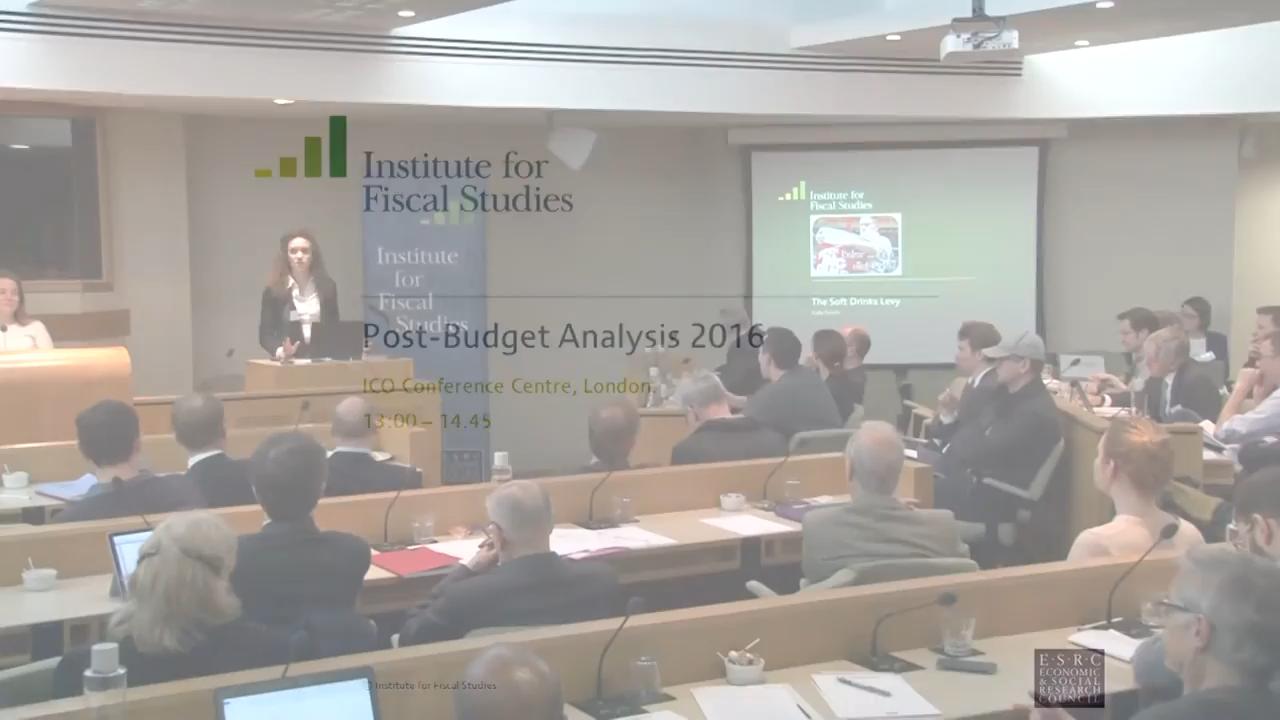 Institute for
Fiscal Studies
Institute for
Fiscal Studies
Institute
for
Fiscal
Studies
The Soft Drinks Levy
Post-Budget Analysis 2016
ICO Conference Centre, London
13:00 – 14.45
© Institute for Fiscal Studies
E·S·R·C
ECONOMIC
& SOCIAL
RESEARCH
COUNCIL